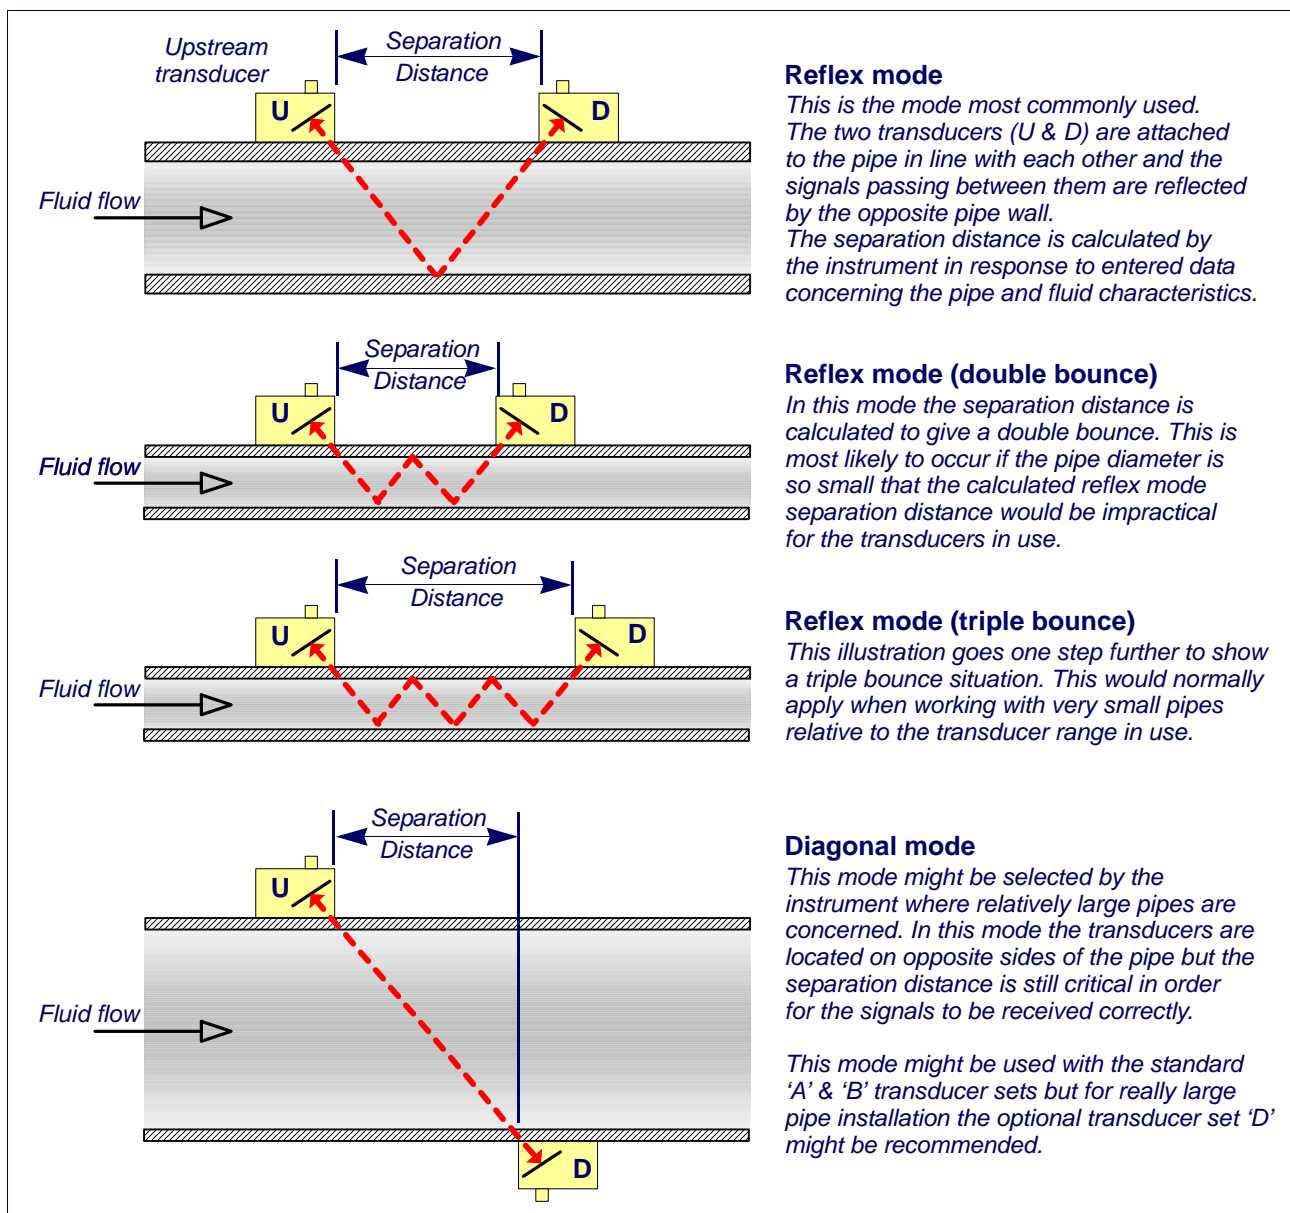 Upstream
transducer
Separation
Distance
U
D
Fluid flow
Reflex mode
This is the mode most commonly used.
The two transducers (U & D) are attached
to the pipe in line with each other and the
signals passing between them are reflected
by the opposite pipe wall.
The separation distance is calculated by
the instrument in response to entered data
concerning the pipe and fluid characteristics.
Separation
Distance
U
D
Fluid flow
Reflex mode (double bounce)
In this mode the separation distance is
calculated to give a double bounce. This is
most likely to occur if the pipe diameter is
so small that the calculated reflex mode
separation distance would be impractical
for the transducers in use.
Separation
Distance
U
D
Fluid flow
Reflex mode (triple bounce)
This illustration goes one step further to show
a triple bounce situation. This would normally
apply when working with very small pipes
relative to the transducer range in use.
Separation
Distance
U
Fluid flow
D
Diagonal mode
This mode might be selected by the
instrument where relatively large pipes are
concerned. In this mode the transducers are
located on opposite sides of the pipe but the
separation distance is still critical in order
for the signals to be received correctly.
This mode might be used with the standard
‘A’ & ‘B’ transducer sets but for really large
pipe installation the optional transducer set ‘D’
might be recommended.